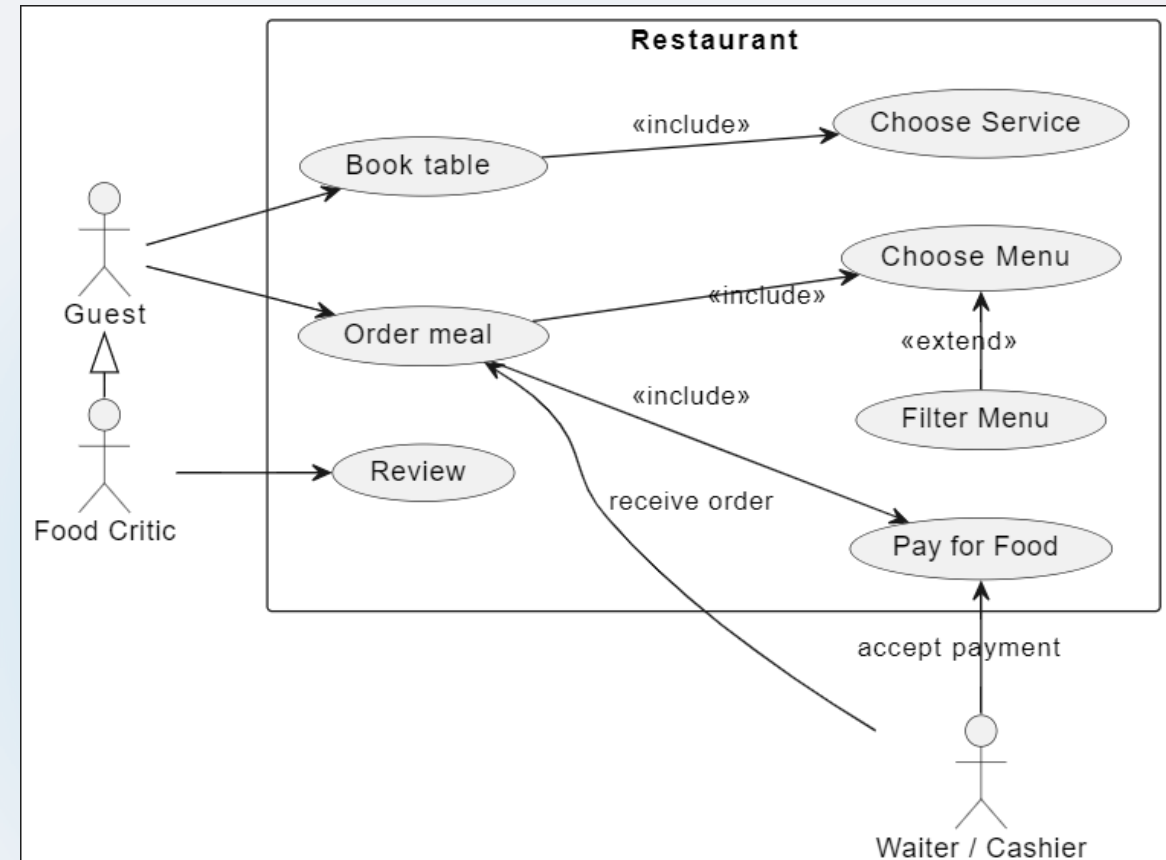 Restaurant
«include»
Choose Service
Book table
Choose Menu
«include»
Guest
Order meal
«extend»
«include»
Filter Menu
Review
receive order
Food Critic
Pay for Food
accept payment
Waiter / Cashier